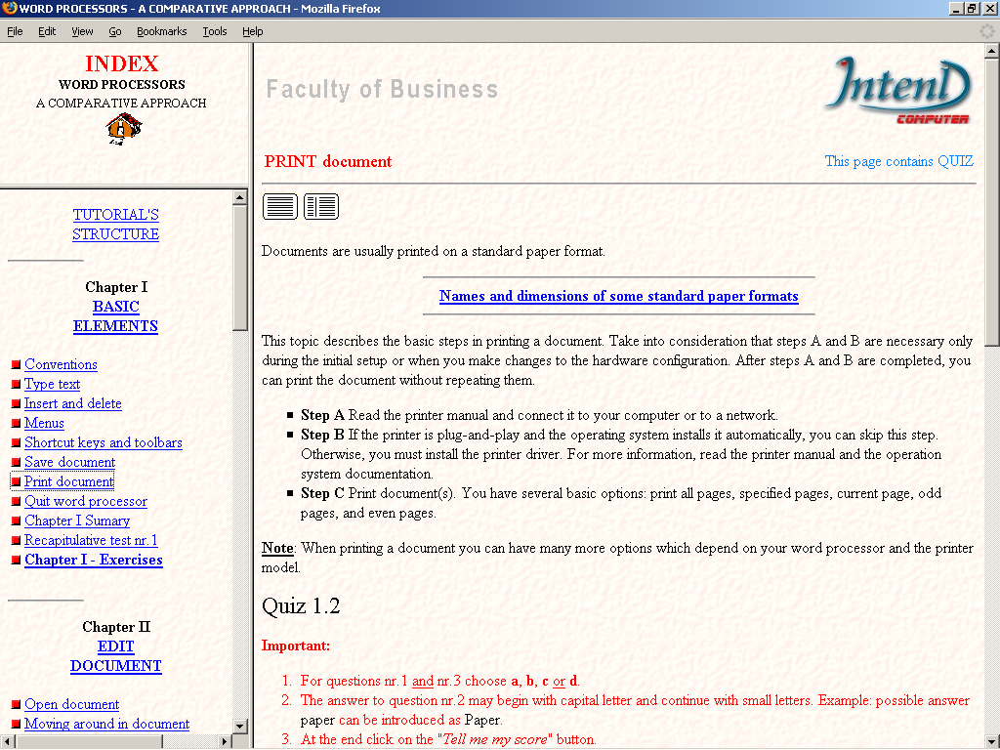 WORD PROCESSORS - A COMPARATIVE APPROACH - Mozilla Firefox
File Edit View Go Bookmarks Tools Help
INDEX
WORD PROCESSORS
A COMPARATIVE APPROACH
TUTORIAL'S
STRUCTURE
Chapter I
BASIC
ELEMENTS
Conventions
Type text
Insert and delete
Menus
Shortcut keys and toolbars
Save document
Print document
Quit word processor
Chapter I Sumary
Recapitulative test nr.1
Chapter I - Exercises
Chapter II
EDIT
DOCUMENT
Open document
Moving around in document
Faculty of Business
IntenD
COMPUTER
PRINT document
This page contains QUIZ
Documents are usually printed on a standard paper format.
Names and dimensions of some standard paper formats
This topic describes the basic steps in printing a document. Take into consideration that steps A and B are necessary only
during the initial setup or when you make changes to the hardware configuration. After steps A and B are completed, you
can print the document without repeating them.
Step A Read the printer manual and connect it to your computer or to a network.
Step B If the printer is plug-and-play and the operating system installs it automatically, you can skip this step.
Otherwise, you must install the printer driver. For more information, read the printer manual and the operation
system documentation.
Step C Print document(s). You have several basic options: print all pages, specified pages, current page, odd
pages, and even pages.
Note: When printing a document you can have many more options which depend on your word processor and the printer
model.
Quiz 1.2
Important:
1. For questions nr.1 and nr.3 choose a, b, c or d.
2. The answer to question nr.2 may begin with capital letter and continue with small letters. Example: possible answer
paper can be introduced as Paper.
3. At the end click on the "Tell me my score" button.